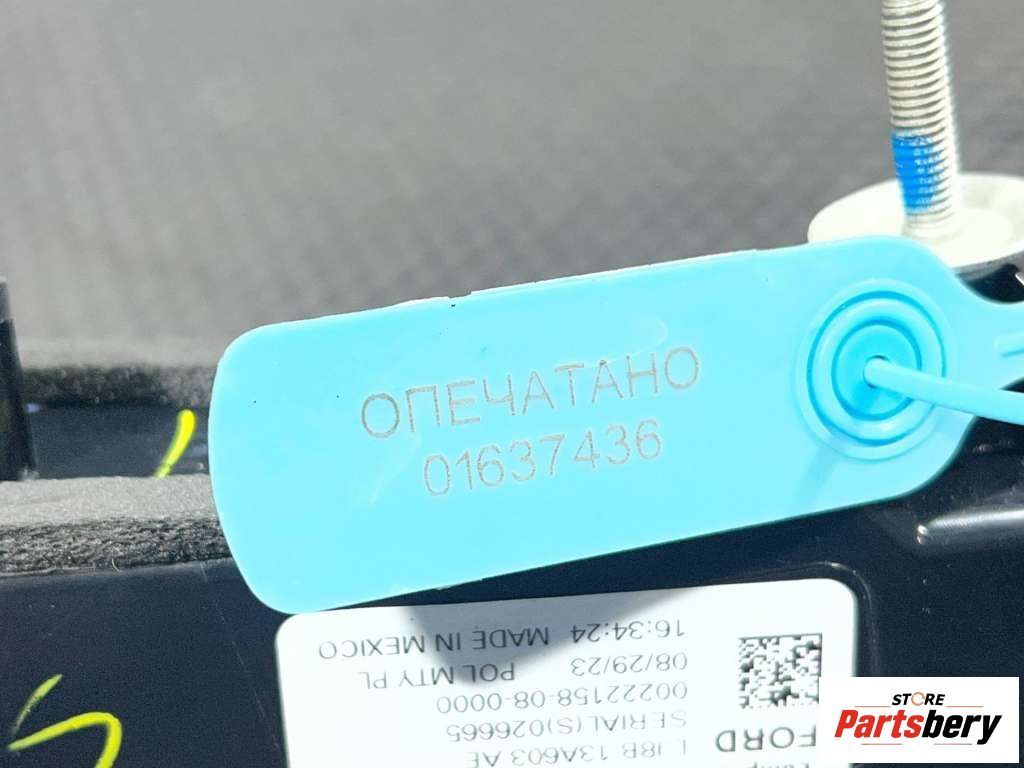 ОПЕЧАТАНО
01637436
FORD
LJ8B 13A603 AE
SERIAL(S)026665
00222158-08-0000
08/29/23 POL MTY PL
16:34:24 MADE IN MEXICO
STORE
Partsbery